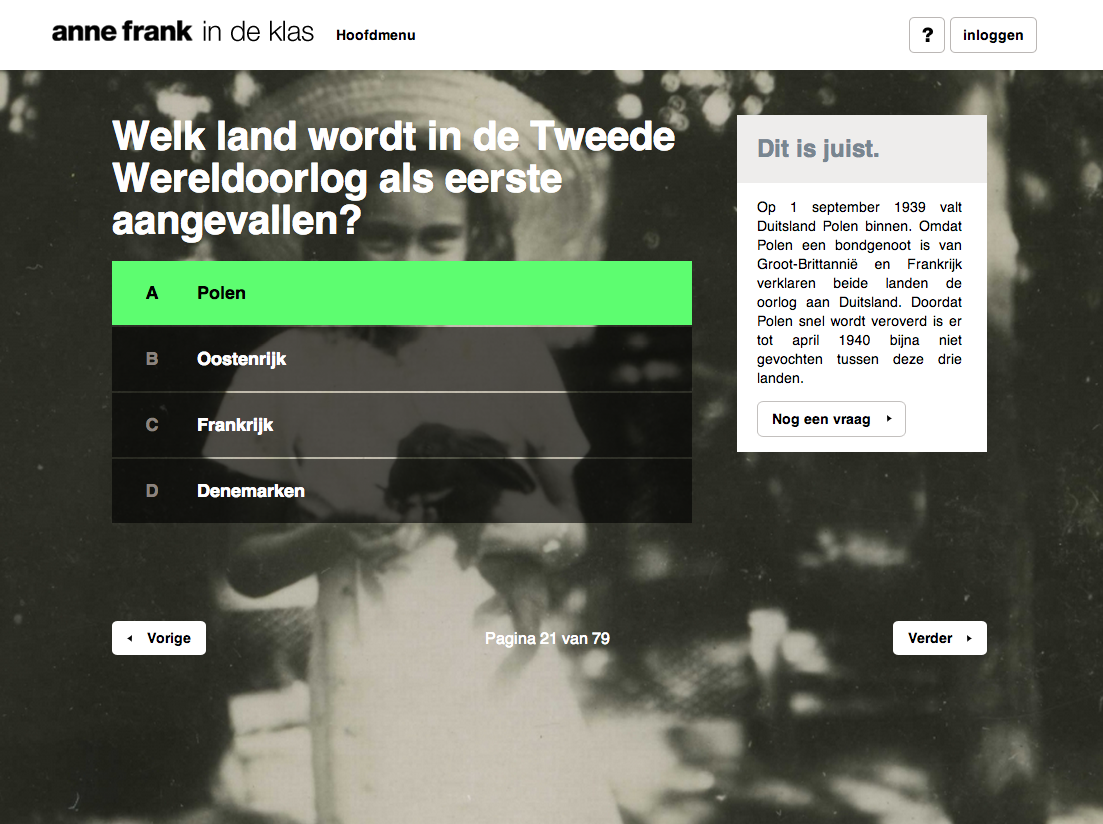 anne frank in de klas Hoofdmenu ? inloggen
Welk land wordt in de Tweede
Wereldoorlog als eerste
aangevallen?
A Polen
B Oostenrijk
C Frankrijk
D Denemarken
Dit is juist.
Op 1 september 1939 valt
Duitsland Polen binnen. Omdat
Polen een bondgenoot is van
Groot-Brittannië en Frankrijk
verklaren beide landen de
oorlog aan Duitsland. Doordat
Polen snel wordt veroverd is er
tot april 1940 bijna niet
gevochten tussen deze drie
landen.
Nog een vraag
Vorige Pagina 21 van 79 Verder